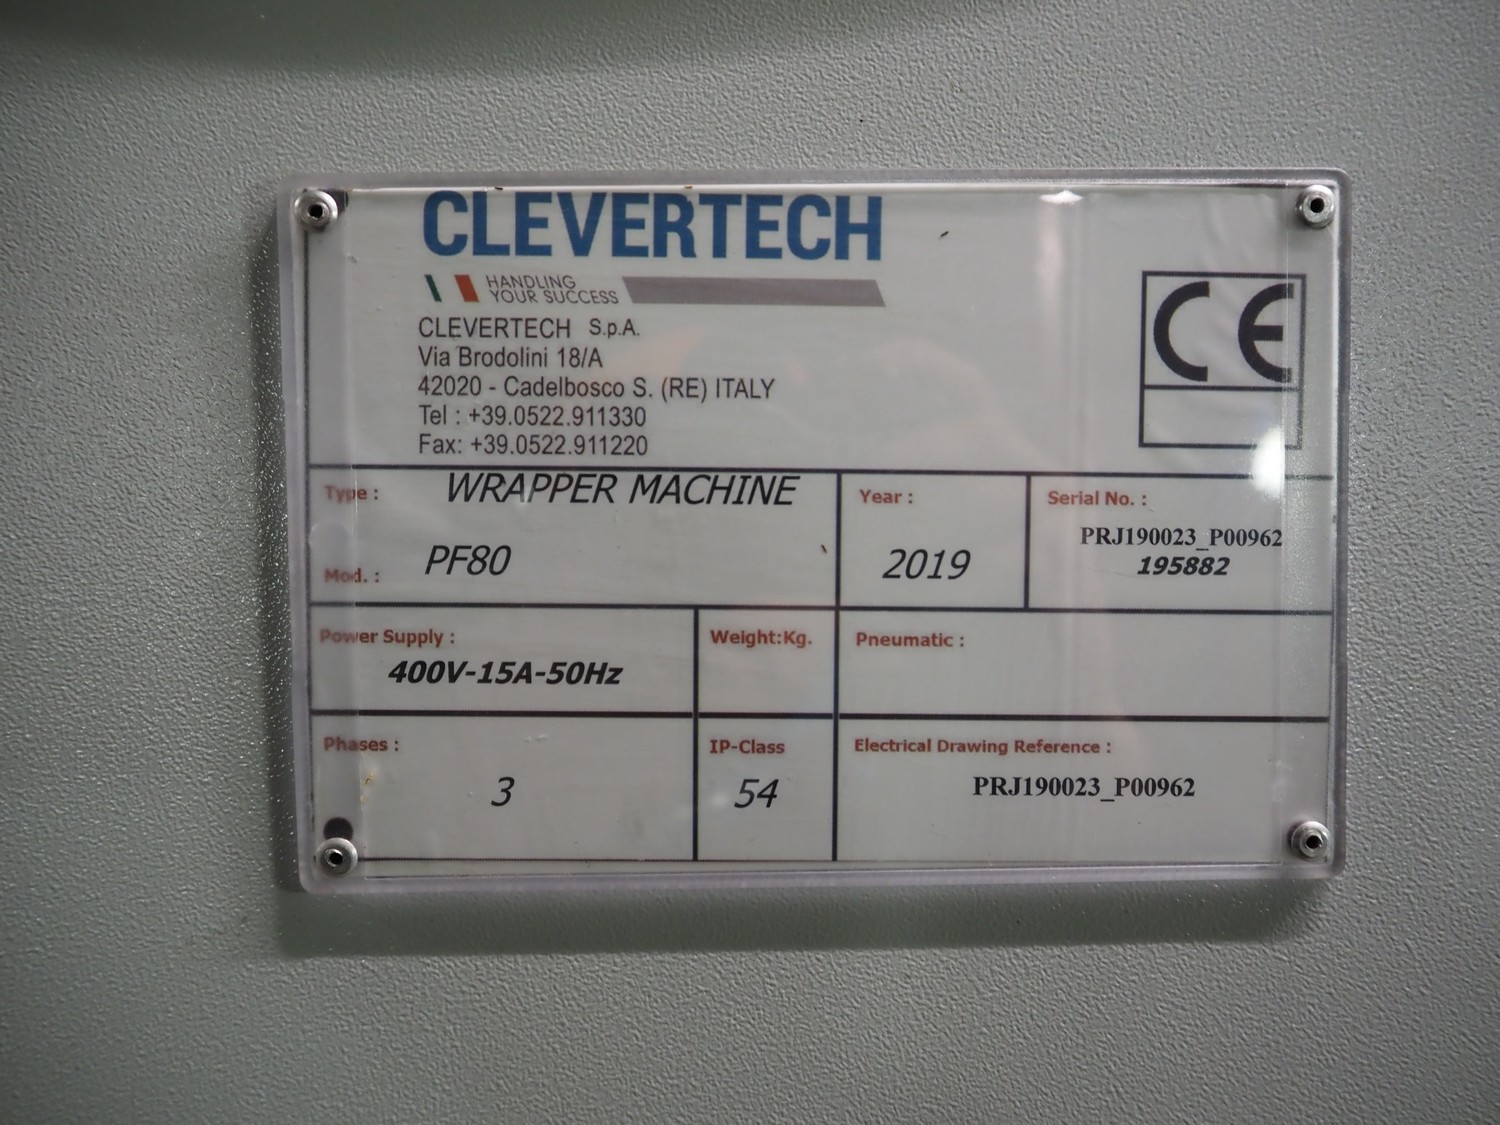 CLEVERTECH
HANDLING
YOUR SUCCESS
CLEVERTECH S.p.A.
Via Brodolini 18/A
42020 - Cadelbosco S. (RE) ITALY
Tel : +39.0522.911330
Fax: +39.0522.911220
CE
Type : WRAPPER MACHINE
Mod. : PF80
Year :
2019
Serial No. :
PRJ190023_P00962
195882
Power Supply :
400V-15A-50Hz
Weight:Kg.
Pneumatic :
Phases :
3
IP-Class
54
Electrical Drawing Reference :
PRJ190023_P00962